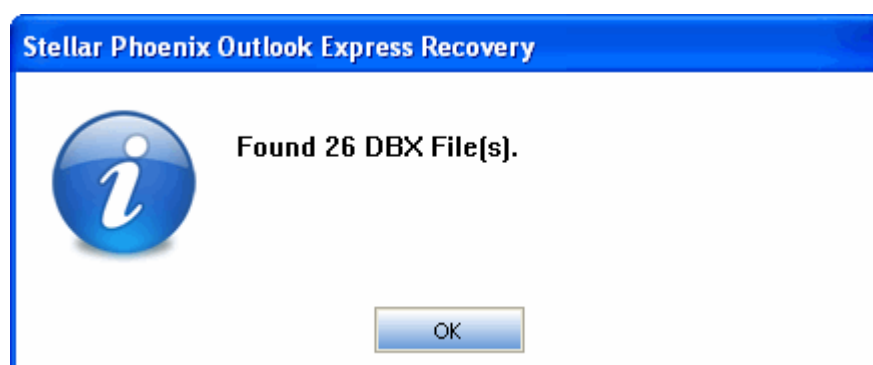 Stellar Phoenix Outlook Express Recovery
Found 26 DBX File(s).
OK